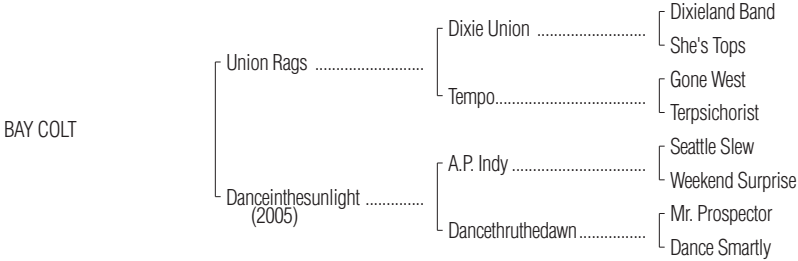 Dixieland Band
Dixie Union ..........................
She's Tops
Union Rags ..........................
Gone West
Tempo....................................
Terpsichorist
BAY COLT
Seattle Slew
A.P. Indy ................................
Weekend Surprise
Danceinthesunlight ..............
(2005)
Mr. Prospector
Dancethruthedawn................
Dance Smartly